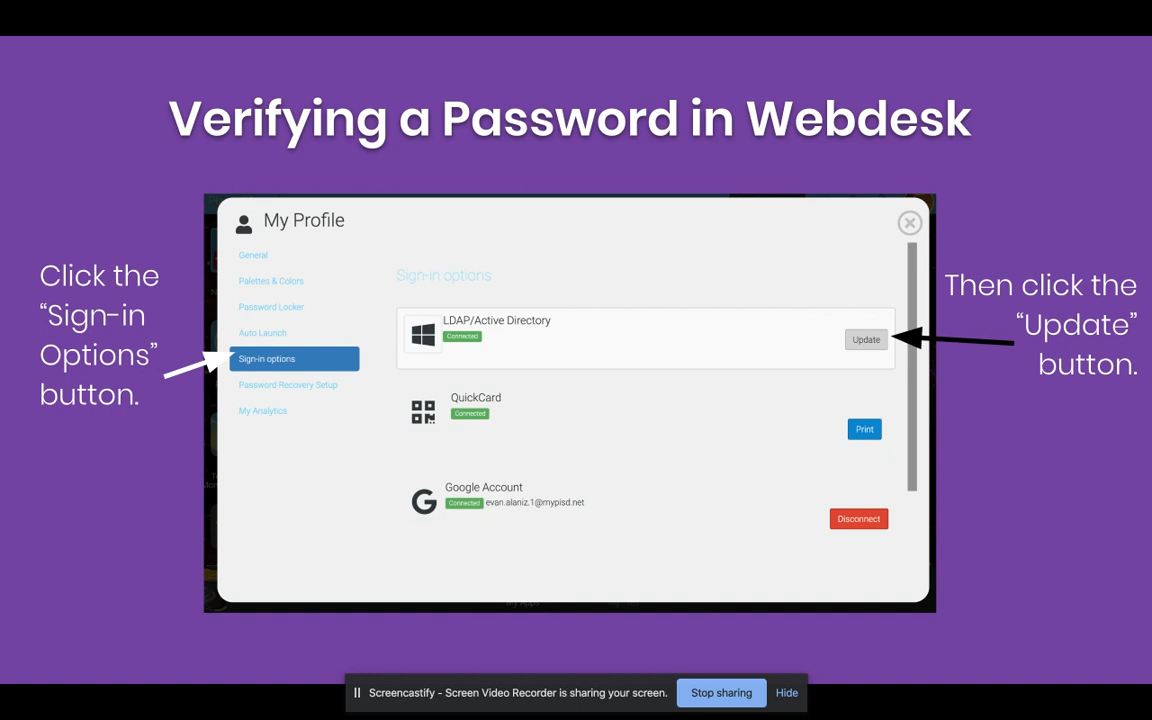 Verifying a Password in Webdesk
Click the
“Sign-in
Options”
button.
My Profile
General
Palettes & Colors
Password Locker
Auto Launch
Sign-in options
Password Recovery Setup
My Analytics
Sign-in options
LDAP/Active Directory
Connected
Update
QuickCard
Connected
Print
Google Account
Connected evan.alaniz.1@mypisd.net
Disconnect
Then click the
“Update”
button.
Screencastify - Screen Video Recorder is sharing your screen.
Stop sharing
Hide